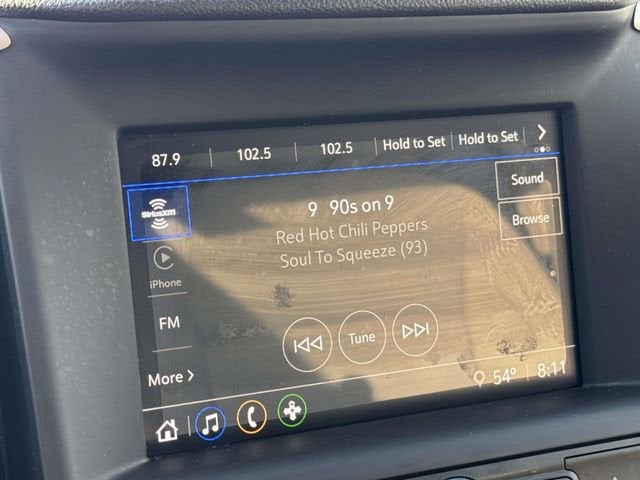 87.9 102.5 102.5 Hold to Set Hold to Set
SiriusXM
iPhone
FM
More
9 90s on 9
Red Hot Chili Peppers
Soul To Squeeze (93)
Sound
Browse
Tune
54° 8:11